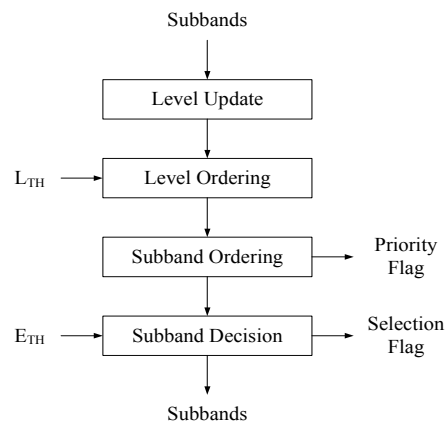 Subbands
Level Update
L_TH
Level Ordering
Subband Ordering
Priority
Flag
E_TH
Subband Decision
Selection
Flag
Subbands